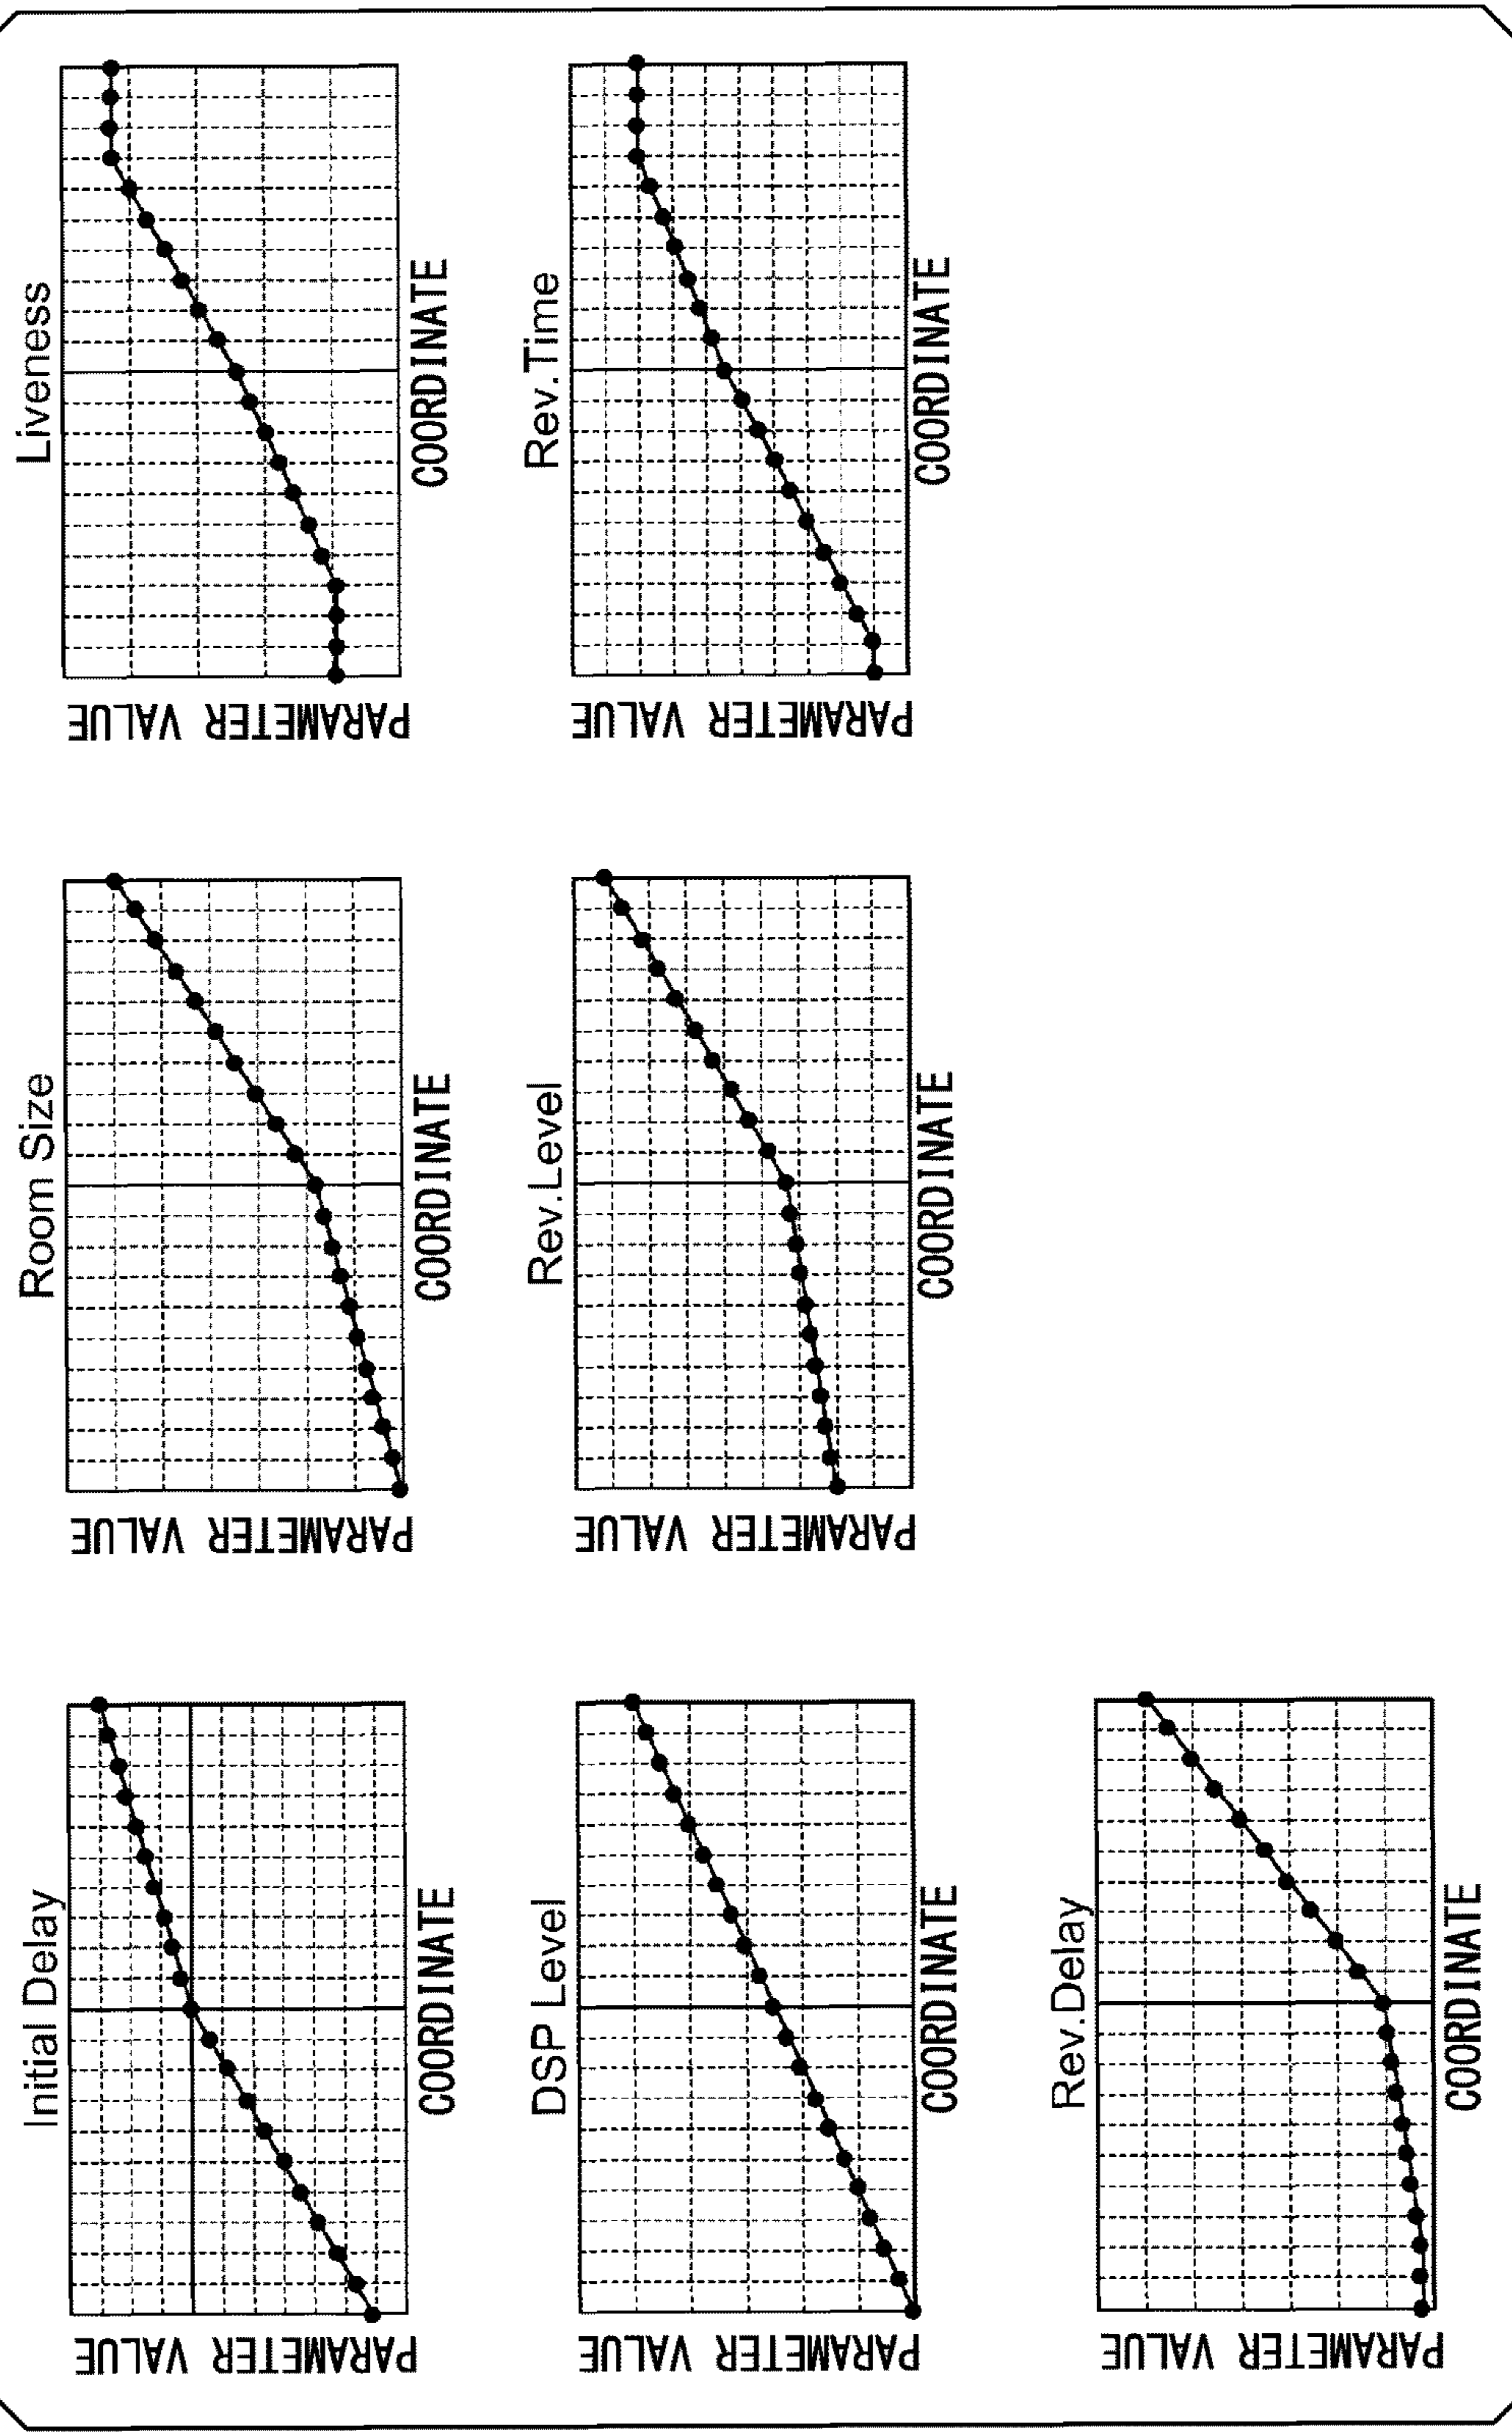 Initial Delay
PARAMETER VALUE
COORDINATE
Room Size
PARAMETER VALUE
COORDINATE
Liveness
PARAMETER VALUE
COORDINATE
DSP Level
PARAMETER VALUE
COORDINATE
Rev.Level
PARAMETER VALUE
COORDINATE
Rev.Time
PARAMETER VALUE
COORDINATE
Rev.Delay
PARAMETER VALUE
COORDINATE